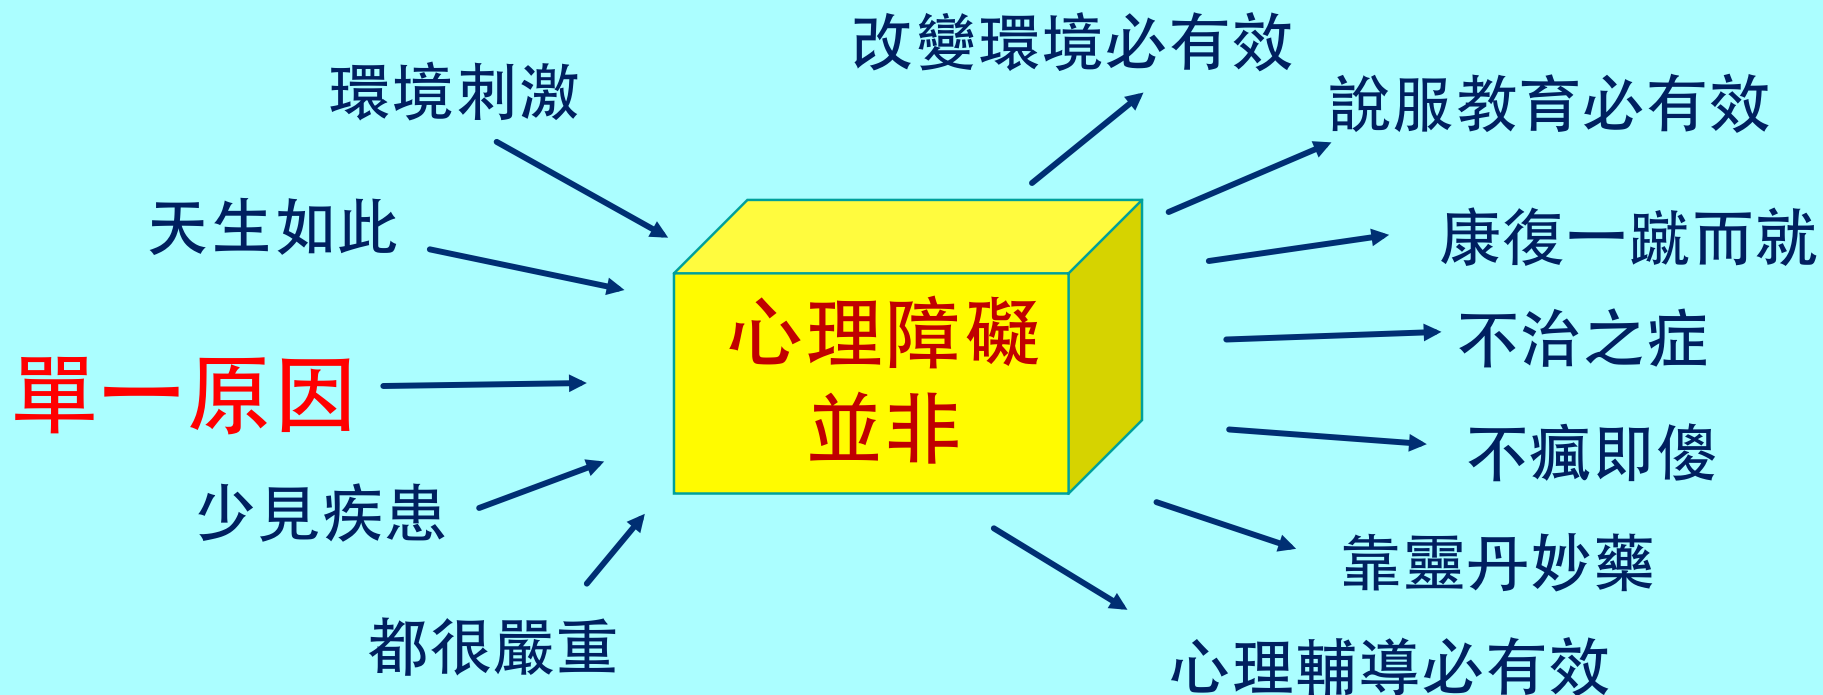 改變環境必有效
環境刺激
說服教育必有效
天生如此
康復一蹴而就
心理障礙
並非
不治之症
單一原因
不瘋即傻
少見疾患
靠靈丹妙藥
都很嚴重
心理輔導必有效